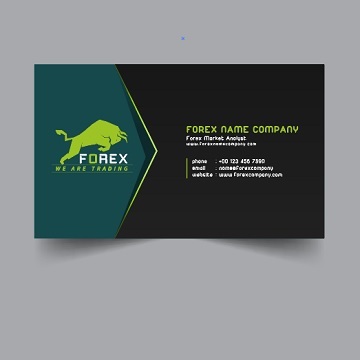 FOREX
WE ARE TRADING
FOREX NAME COMPANY
Forex Market Analyst
www.forexnamecompany.com
phone : +00 123 456 7890
email : name@forexcompany
website : www.forexcompany.com